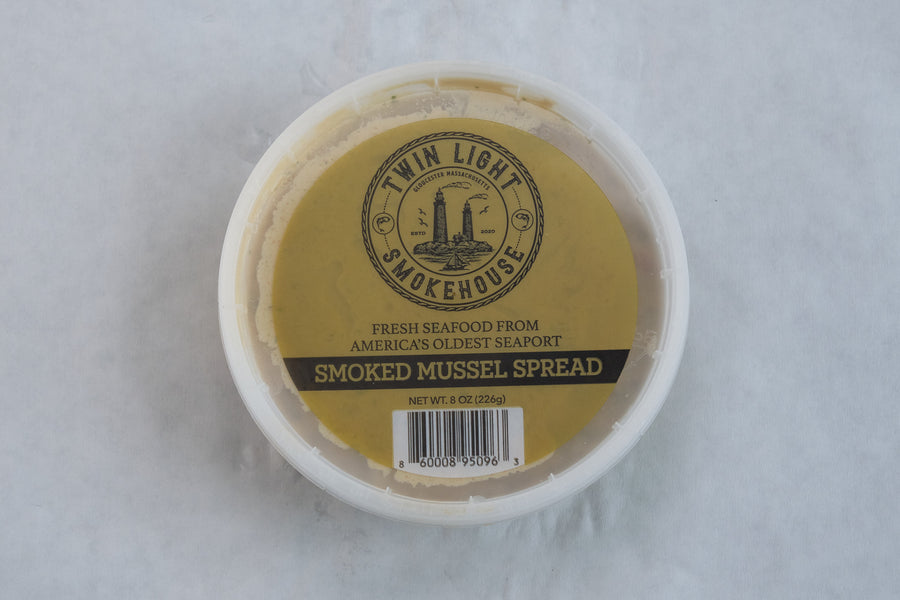 TWIN LIGHT
GLOUCESTER MASSACHUSETTS
ESTD 2020
SMOKEHOUSE
FRESH SEAFOOD FROM
AMERICA'S OLDEST SEAPORT
SMOKED MUSSEL SPREAD
NET WT. 8 OZ (226g)
8 60008 95096 3